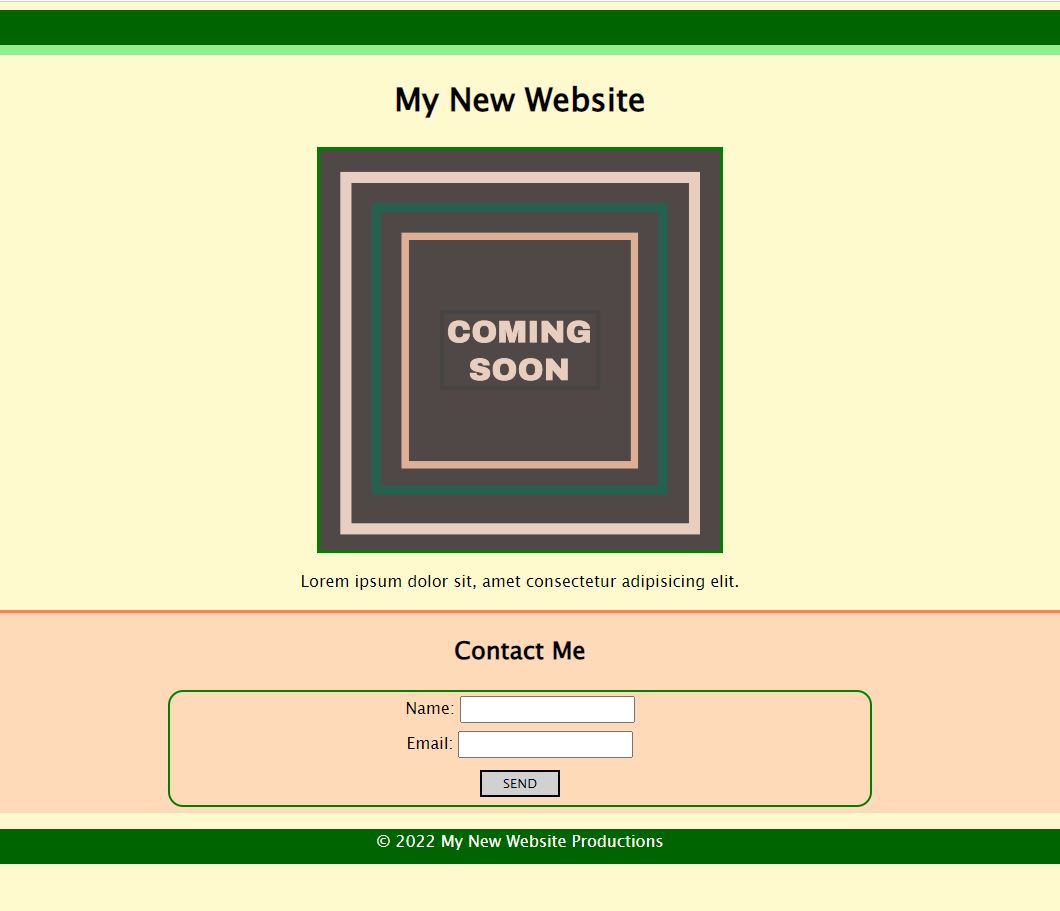 My New Website
COMING
SOON
Lorem ipsum dolor sit, amet consectetur adipisicing elit.
Contact Me
Name:
Email:
SEND
© 2022 My New Website Productions